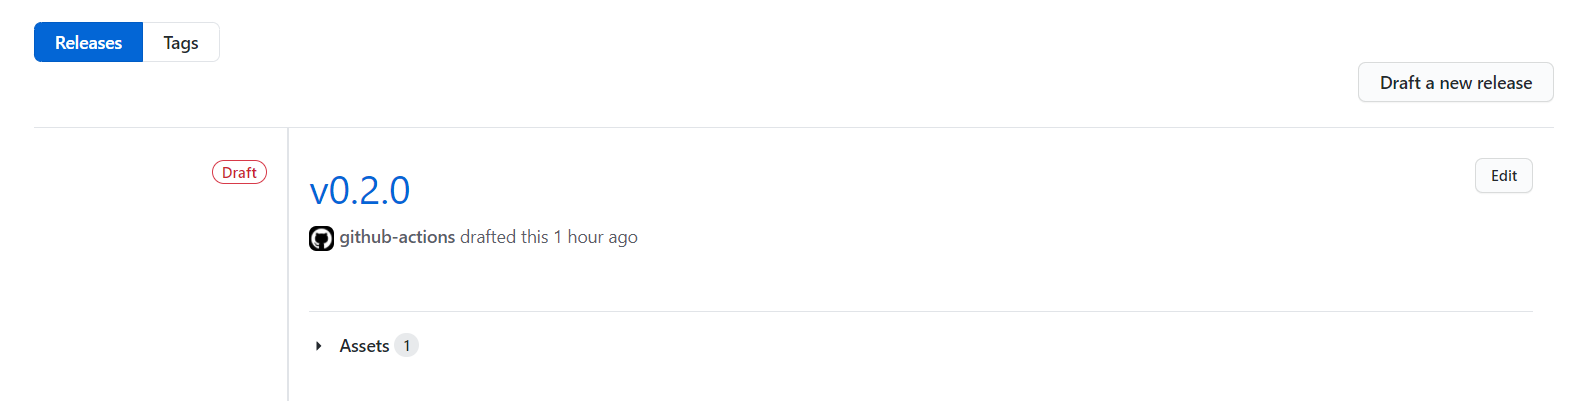 Releases Tags
Draft a new release
Draft
v0.2.0
Edit
github-actions drafted this 1 hour ago
Assets 1